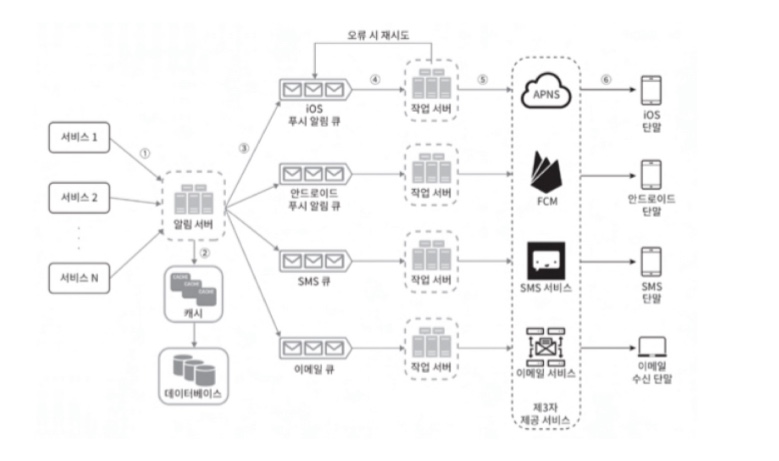 오류 시 재시도
④
⑤
⑥
작업 서버
APNS
iOS
푸시 알림 큐
iOS
단말
서비스 1
①
③
안드로이드
푸시 알림 큐
작업 서버
FCM
안드로이드
단말
서비스 2
알림 서버
②
서비스 N
SMS 큐
작업 서버
SMS 서비스
SMS
단말
캐시
이메일 큐
작업 서버
이메일 서비스
이메일
수신 단말
데이터베이스
제3자
제공 서비스